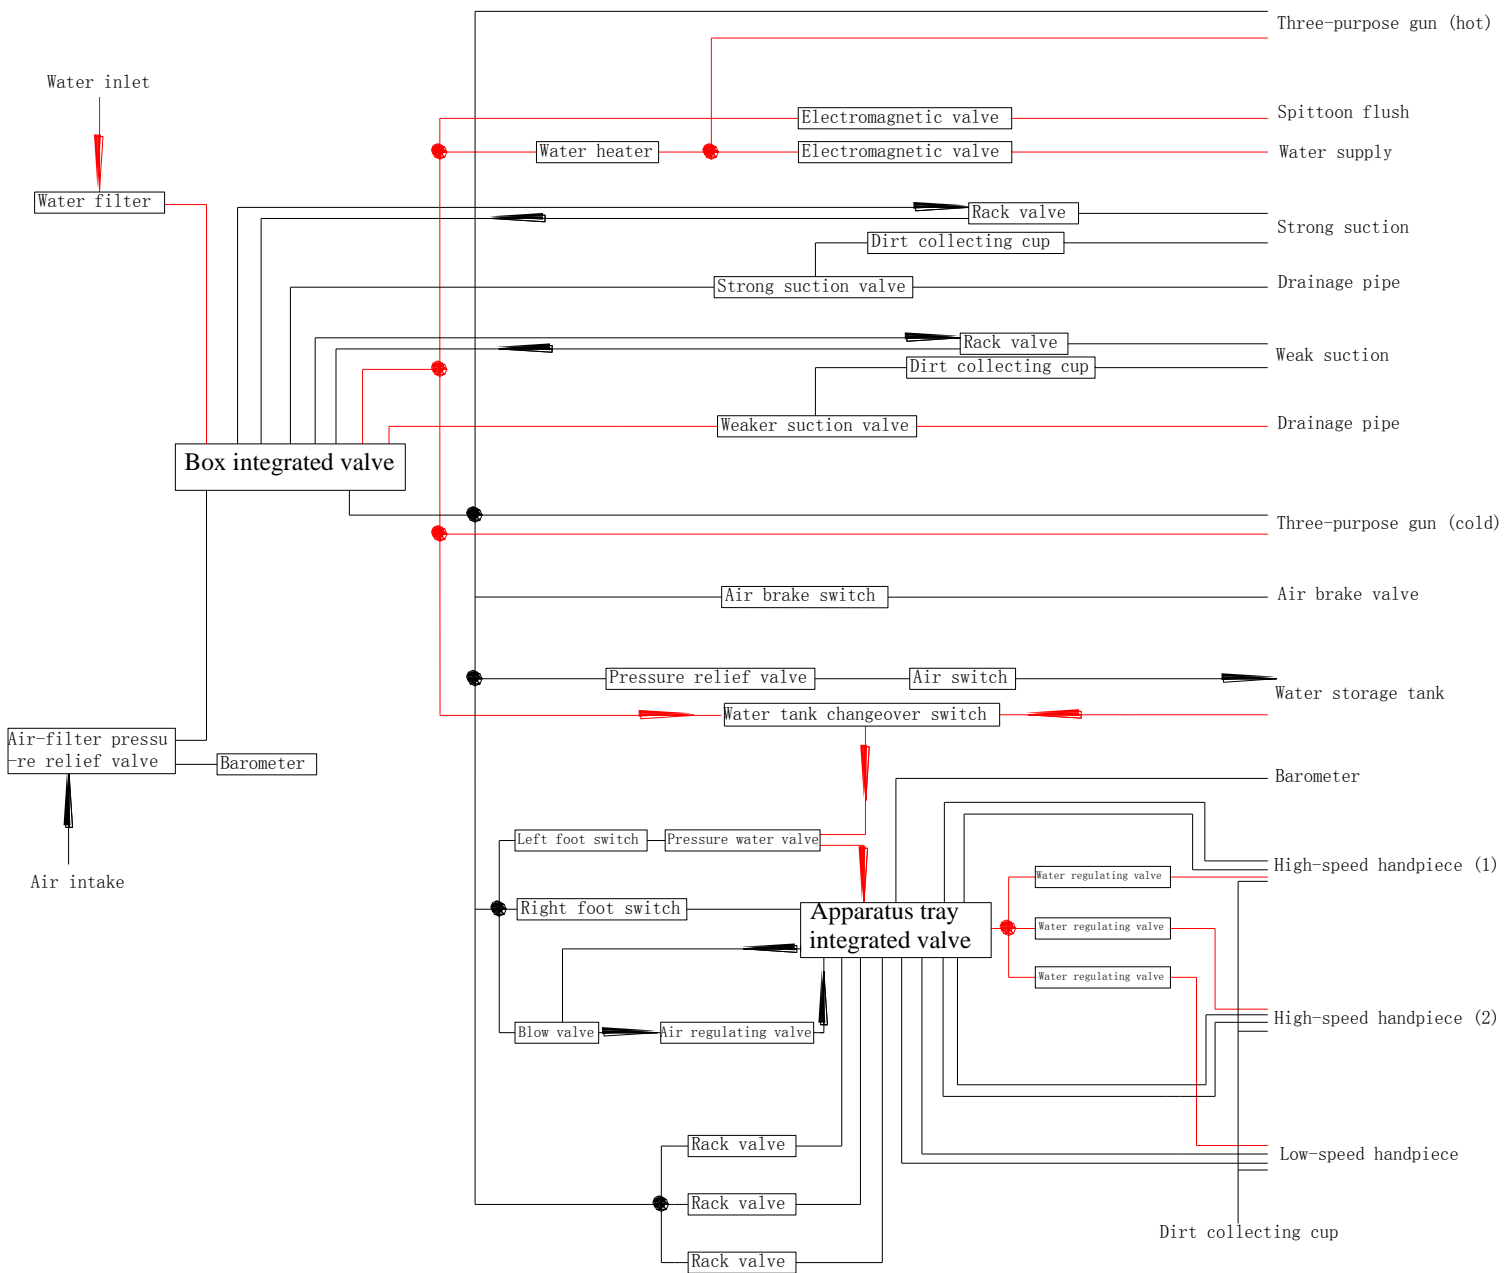 Three-purpose gun (hot)
Water inlet
Electromagnetic valve
Spittoon flush
Water heater
Electromagnetic valve
Water supply
Water filter
Rack valve
Strong suction
Dirt collecting cup
Strong suction valve
Drainage pipe
Rack valve
Weak suction
Dirt collecting cup
Weaker suction valve
Drainage pipe
Box integrated valve
Three-purpose gun (cold)
Air brake switch
Air brake valve
Pressure relief valve
Air switch
Water storage tank
Water tank changeover switch
Air-filter pressu
-re relief valve
Barometer
Barometer
Left foot switch
Pressure water valve
High-speed handpiece (1)
Water regulating valve
Air intake
Right foot switch
Apparatus tray
integrated valve
Water regulating valve
Water regulating valve
High-speed handpiece (2)
Blow valve
Air regulating valve
Rack valve
Low-speed handpiece
Rack valve
Dirt collecting cup
Rack valve